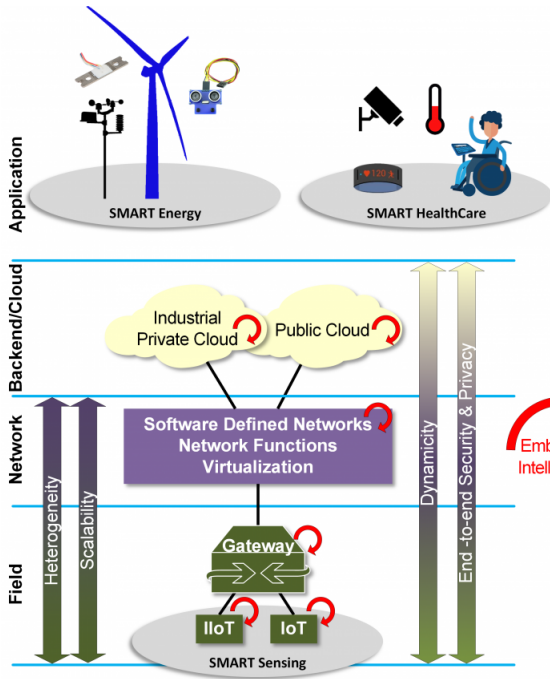 Application
SMART Energy
120
SMART HealthCare
Backend/Cloud
Industrial
Private Cloud
Public Cloud
Network
Software Defined Networks
Network Functions
Virtualization
Heterogeneity
Scalability
Dynamicity
End -to-end Security & Privacy
Field
Gateway
IIoT
IoT
SMART Sensing